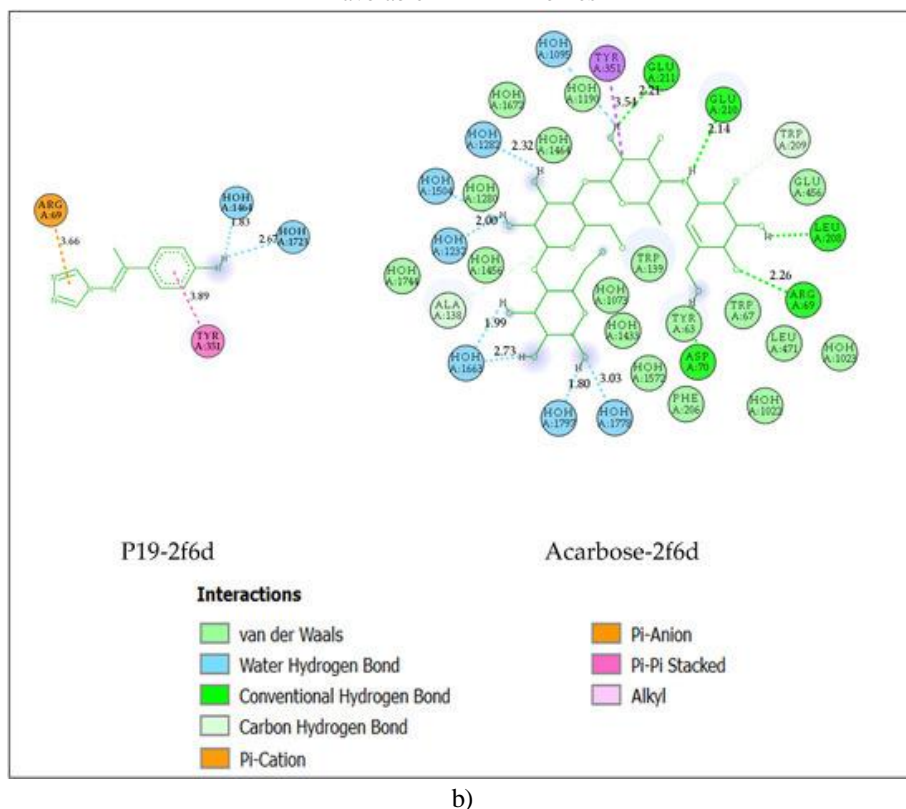 HOH A:1095
TYR A:351
GLU A:211
HOH A:1190
3.54
2.21
HOH A:1672
GLU A:210
2.14
HOH A:1282
2.32
HOH A:1464
TRP A:209
HOH A:1504
HOH A:1280
GLU A:456
ARG A:69
HOH A:1464
1.83
2.00
HOH A:1232
LEU A:208
3.66
2.67
HOH A:1723
HOH A:1456
TRP A:139
HOH A:1744
2.26
HOH A:1073
ARG A:69
3.89
ALA A:138
1.99
TYR A:63
TRP A:67
HOH A:1433
TYR A:351
2.73
LEU A:471
HOH A:1023
HOH A:1663
ASP A:70
HOH A:1572
1.80
3.03
PHE A:206
HOH A:1022
HOH A:1797
HOH A:1778
P19-2f6d
Acarbose-2f6d
Interactions
van der Waals
Water Hydrogen Bond
Conventional Hydrogen Bond
Carbon Hydrogen Bond
Pi-Cation
Pi-Anion
Pi-Pi Stacked
Alkyl
b)